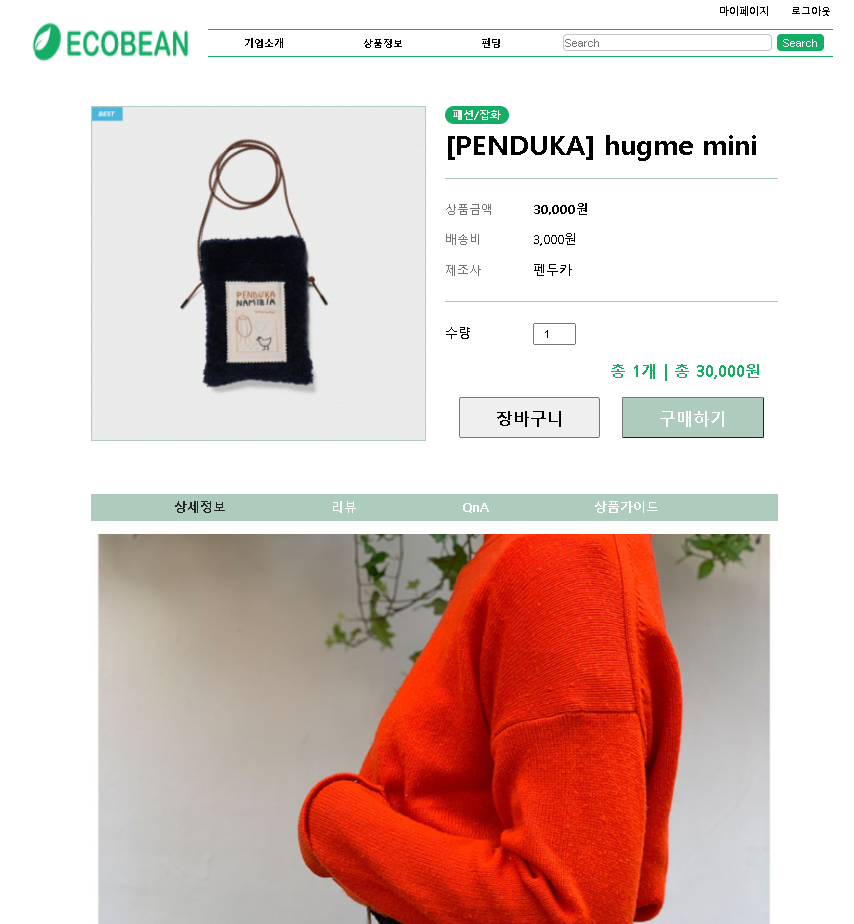 마이페이지 로그아웃
ECOBEAN
기업소개 상품정보 펀딩 Search Search
BEST
PENDUKA
NAMIBIA
패션/잡화
[PENDUKA] hugme mini
상품금액 30,000원
배송비 3,000원
제조사 펜두카
수량 1
총 1개 | 총 30,000원
장바구니 구매하기
상세정보 리뷰 QnA 상품가이드